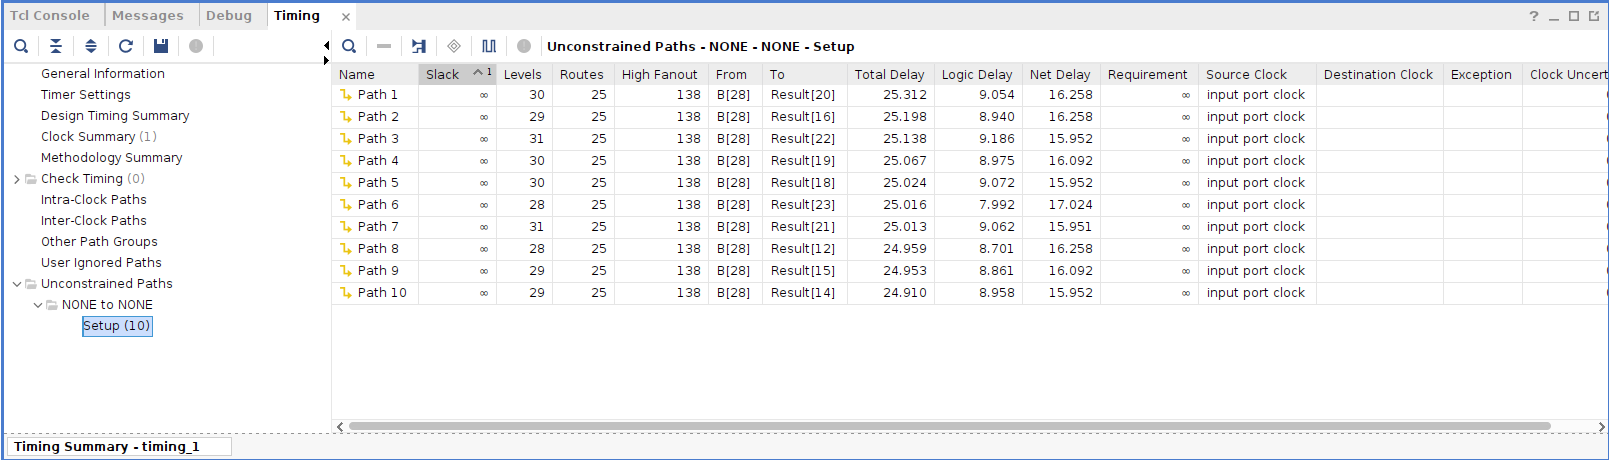 Tcl Console Messages Debug Timing ×
? _
Unconstrained Paths - NONE - NONE - Setup
General Information
Timer Settings
Design Timing Summary
Clock Summary (1)
Methodology Summary
Check Timing (0)
Intra-Clock Paths
Inter-Clock Paths
Other Path Groups
User Ignored Paths
Unconstrained Paths
NONE to NONE
Setup (10)
Name Slack ^ 1 Levels Routes High Fanout From To Total Delay Logic Delay Net Delay Requirement Source Clock Destination Clock Exception Clock Uncert
Path 1 ∞ 30 25 138 B[28] Result[20] 25.312 9.054 16.258 ∞ input port clock
Path 2 ∞ 29 25 138 B[28] Result[16] 25.198 8.940 16.258 ∞ input port clock
Path 3 ∞ 31 25 138 B[28] Result[22] 25.138 9.186 15.952 ∞ input port clock
Path 4 ∞ 30 25 138 B[28] Result[19] 25.067 8.975 16.092 ∞ input port clock
Path 5 ∞ 30 25 138 B[28] Result[18] 25.024 9.072 15.952 ∞ input port clock
Path 6 ∞ 28 25 138 B[28] Result[23] 25.016 7.992 17.024 ∞ input port clock
Path 7 ∞ 31 25 138 B[28] Result[21] 25.013 9.062 15.951 ∞ input port clock
Path 8 ∞ 28 25 138 B[28] Result[12] 24.959 8.701 16.258 ∞ input port clock
Path 9 ∞ 29 25 138 B[28] Result[15] 24.953 8.861 16.092 ∞ input port clock
Path 10 ∞ 29 25 138 B[28] Result[14] 24.910 8.958 15.952 ∞ input port clock
Timing Summary - timing_1